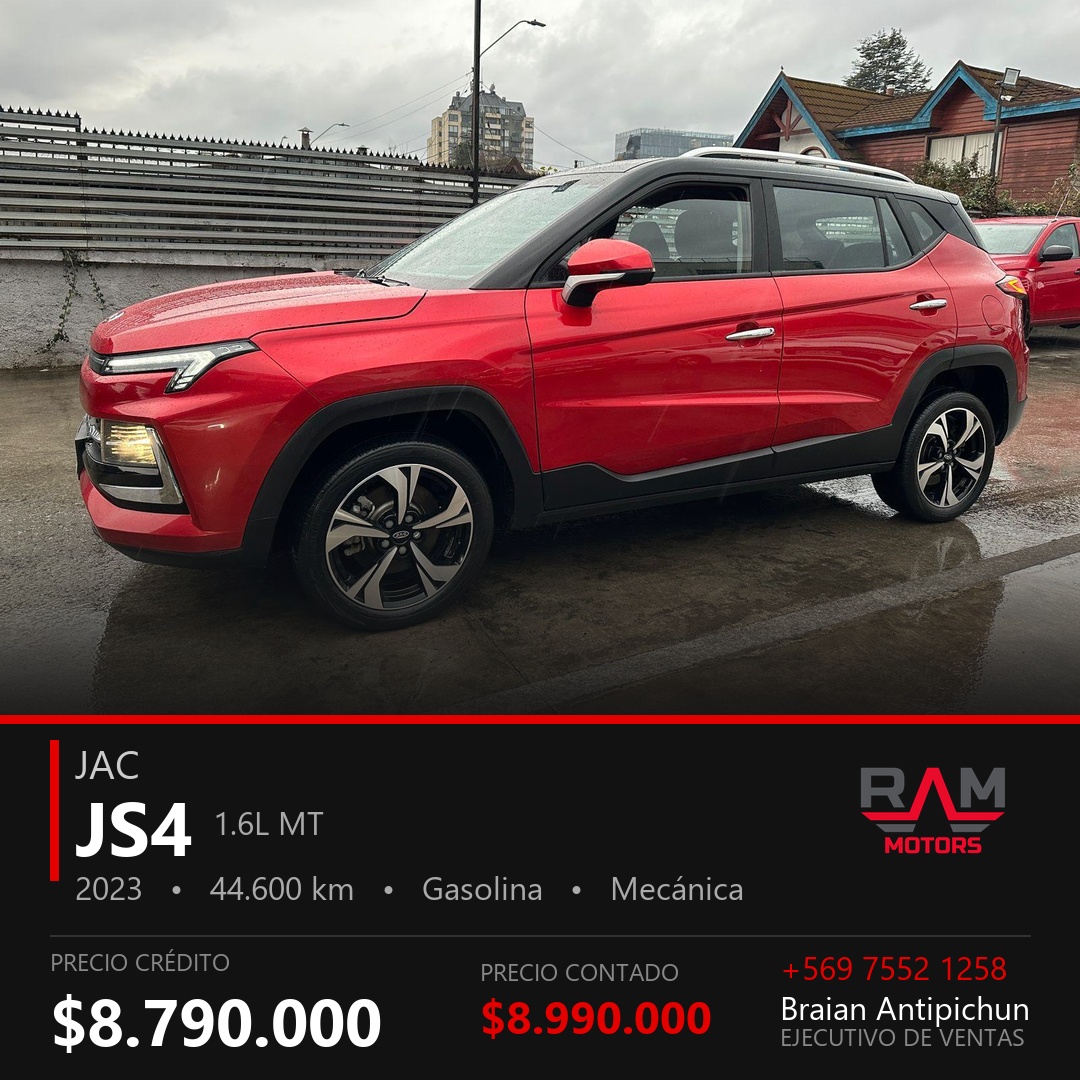 JAC
JS4 1.6L MT
2023 • 44.600 km • Gasolina • Mecánica
RAM
MOTORS
PRECIO CRÉDITO
$8.790.000
PRECIO CONTADO
$8.990.000
+569 7552 1258
Braian Antipichun
EJECUTIVO DE VENTAS